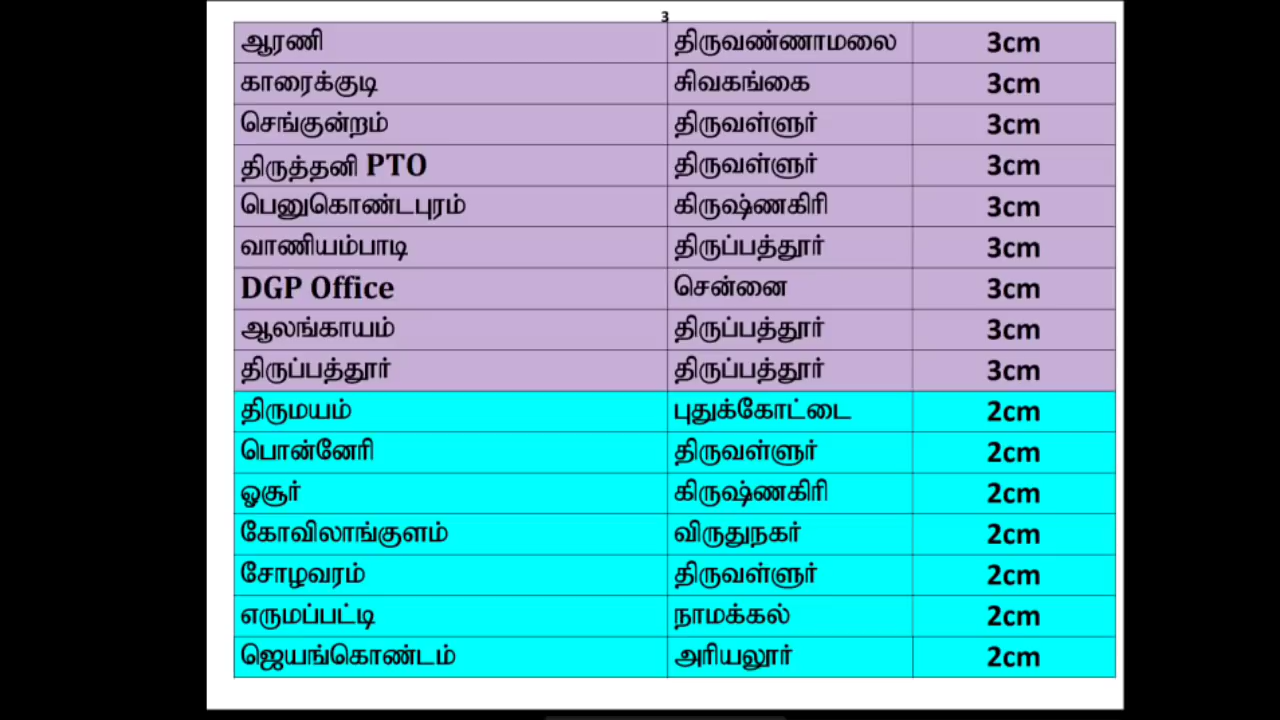 3
ஆரணி திருவண்ணாமலை 3cm
காரைக்குடி சிவகங்கை 3cm
செங்குன்றம் திருவள்ளுர் 3cm
திருத்தனி PTO திருவள்ளுர் 3cm
பெனுகொண்டபுரம் கிருஷ்ணகிரி 3cm
வாணியம்பாடி திருப்பத்தூர் 3cm
DGP Office சென்னை 3cm
ஆலங்காயம் திருப்பத்தூர் 3cm
திருப்பத்தூர் திருப்பத்தூர் 3cm
திருமயம் புதுக்கோட்டை 2cm
பொன்னேரி திருவள்ளுர் 2cm
ஓசூர் கிருஷ்ணகிரி 2cm
கோவிலாங்குளம் விருதுநகர் 2cm
சோழவரம் திருவள்ளுர் 2cm
எருமப்பட்டி நாமக்கல் 2cm
ஜெயங்கொண்டம் அரியலூர் 2cm